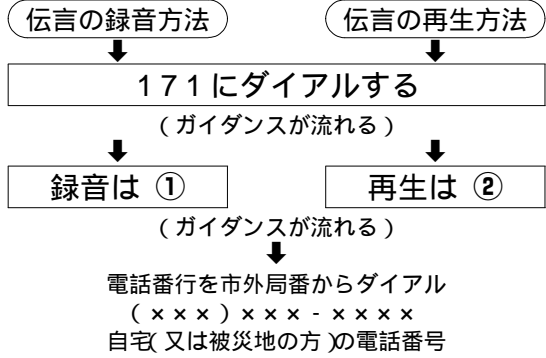 伝言の録音方法 伝言の再生方法
171にダイアルする
(ガイダンスが流れる)
録音は ① 再生は ②
(ガイダンスが流れる)
電話番行を市外局番からダイアル
(×××)×××-××××
自宅(又は被災地の方)の電話番号